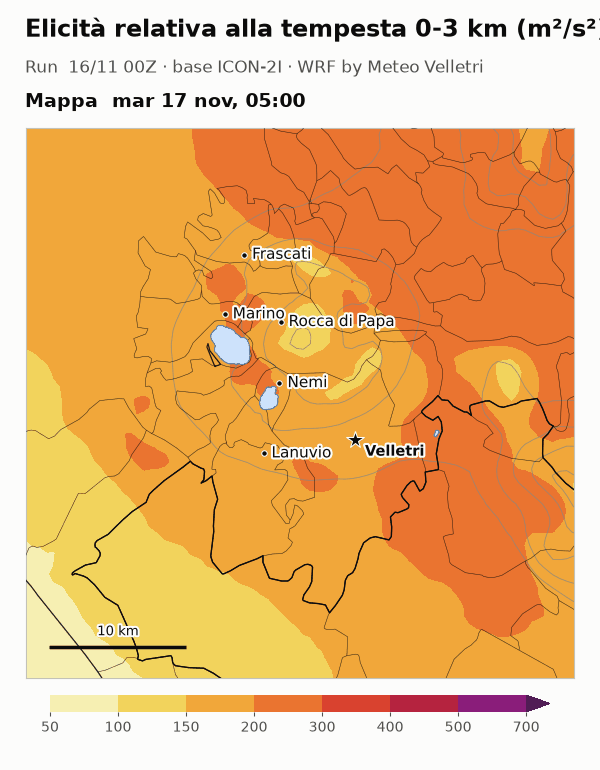 Elicità relativa alla tempesta 0-3 km (m²/s²)
Run 16/11 00Z · base ICON-2I · WRF by Meteo Velletri
Mappa mar 17 nov, 05:00
Frascati
Marino
Rocca di Papa
Nemi
Velletri
Lanuvio
10 km
50 100 150 200 300 400 500 700